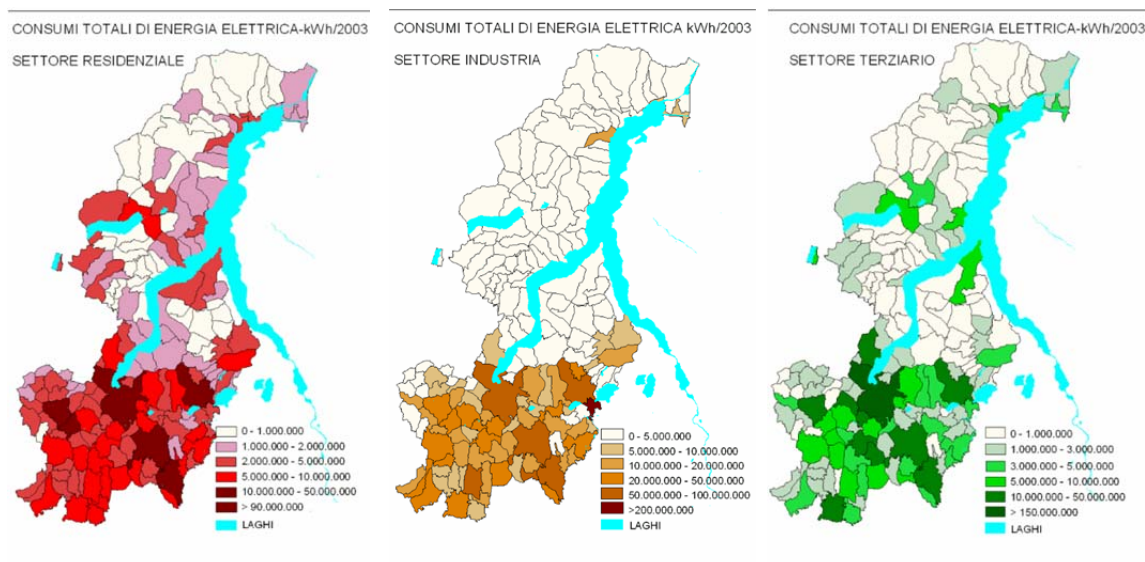 CONSUMI TOTALI DI ENERGIA ELETTRICA-kWh/2003
SETTORE RESIDENZIALE
0 - 1.000.000
1.000.000 - 2.000.000
2.000.000 - 5.000.000
5.000.000 - 10.000.000
10.000.000 - 50.000.000
> 90.000.000
LAGHI
CONSUMI TOTALI DI ENERGIA ELETTRICA kWh/2003
SETTORE INDUSTRIA
0 - 5.000.000
5.000.000 - 10.000.000
10.000.000 - 20.000.000
20.000.000 - 50.000.000
50.000.000 - 100.000.000
>200.000.000
LAGHI
CONSUMI TOTALI DI ENERGIA ELETTRICA-kWh/2003
SETTORE TERZIARIO
0 - 1.000.000
1.000.000 - 3.000.000
3.000.000 - 5.000.000
5.000.000 - 10.000.000
10.000.000 - 50.000.000
> 150.000.000
LAGHI